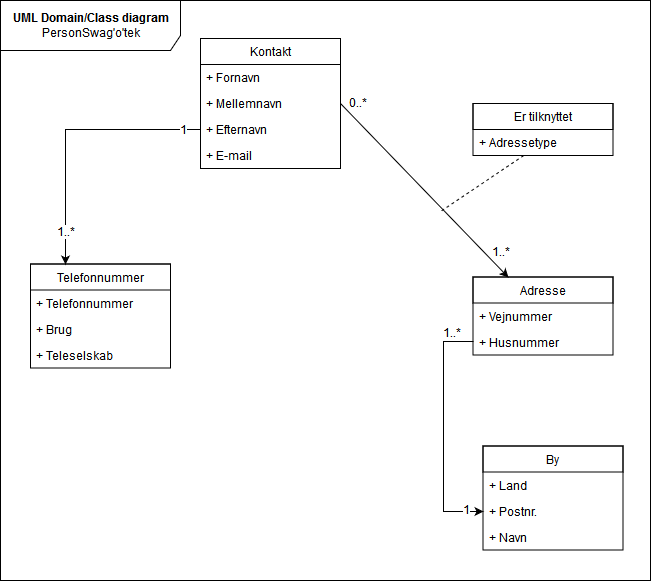 UML Domain/Class diagram
PersonSwag'o'tek
Kontakt
+ Fornavn
+ Mellemnavn
+ Efternavn
+ E-mail
0..*
1
Er tilknyttet
+ Adressetype
1..*
1..*
Telefonnummer
+ Telefonnummer
+ Brug
+ Teleselskab
Adresse
+ Vejnummer
+ Husnummer
1..*
By
+ Land
+ Postnr.
+ Navn
1